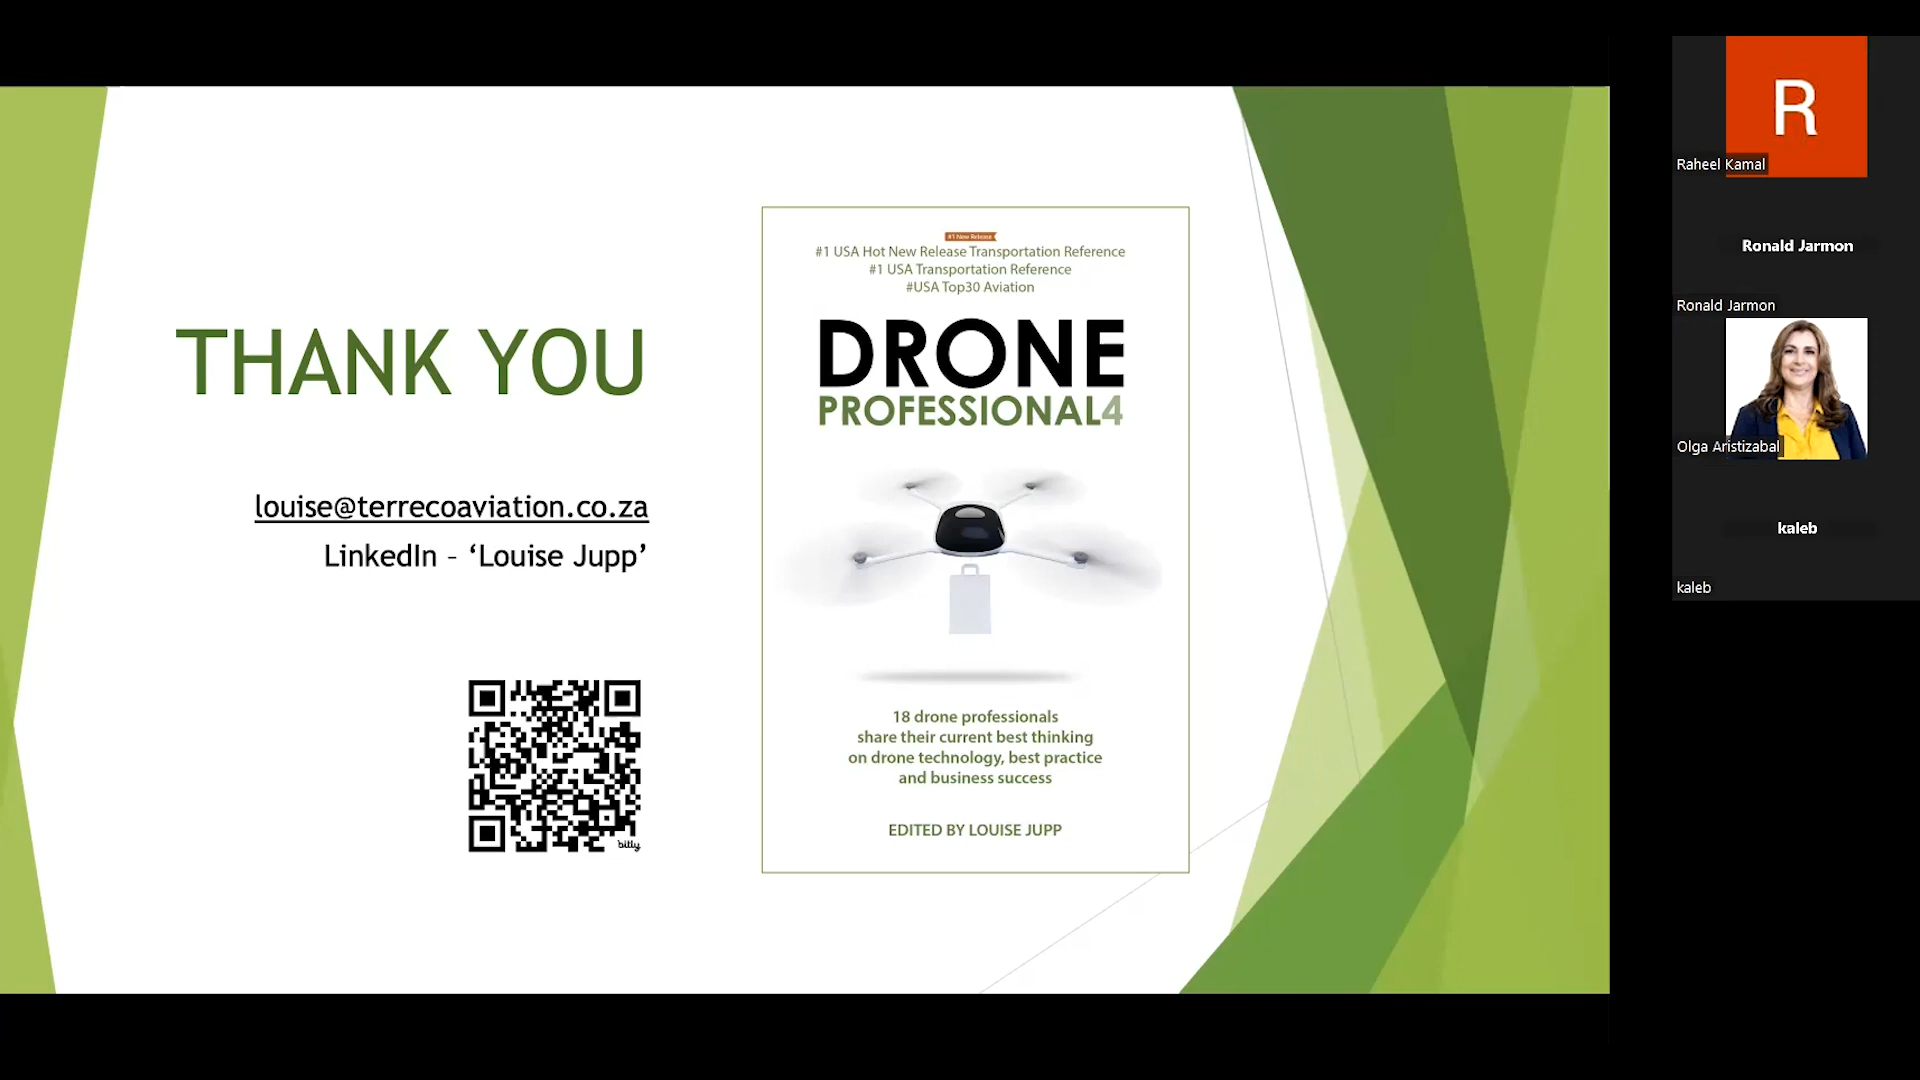 THANK YOU
louise@terrecoaviation.co.za
LinkedIn – ‘Louise Jupp’
bitly
#1 New Release
#1 USA Hot New Release Transportation Reference
#1 USA Transportation Reference
#USA Top30 Aviation
DRONE
PROFESSIONAL4
18 drone professionals
share their current best thinking
on drone technology, best practice
and business success
EDITED BY LOUISE JUPP
R
Raheel Kamal
Ronald Jarmon
Ronald Jarmon
Olga Aristizabal
kaleb
kaleb